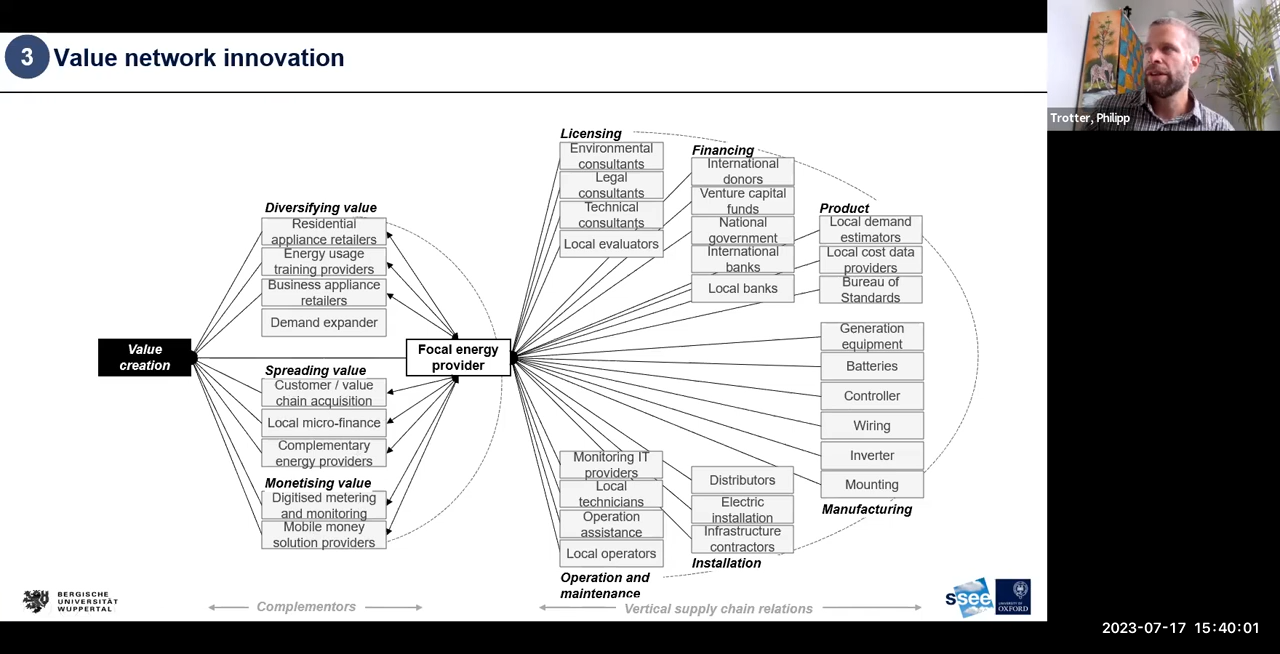 3 Value network innovation
Trotter, Philipp
Licensing
Environmental
consultants
Legal
consultants
Technical
consultants
Local evaluators
Financing
International
donors
Venture capital
funds
National
government
International
banks
Local banks
Product
Local demand
estimators
Local cost data
providers
Bureau of
Standards
Diversifying value
Residential
appliance retailers
Energy usage
training providers
Business appliance
retailers
Demand expander
Value
creation
Focal energy
provider
Spreading value
Customer / value
chain acquisition
Local micro-finance
Complementary
energy providers
Monetising value
Digitised metering
and monitoring
Mobile money
solution providers
Generation
equipment
Batteries
Controller
Wiring
Inverter
Mounting
Manufacturing
Monitoring IT
providers
Local
technicians
Operation
assistance
Local operators
Operation and
maintenance
Distributors
Electric
installation
Infrastructure
contractors
Installation
BERGISCHE
UNIVERSITÄT
WUPPERTAL
Complementors
Vertical supply chain relations
ssee
UNIVERSITY OF
OXFORD
2023-07-17 15:40:01